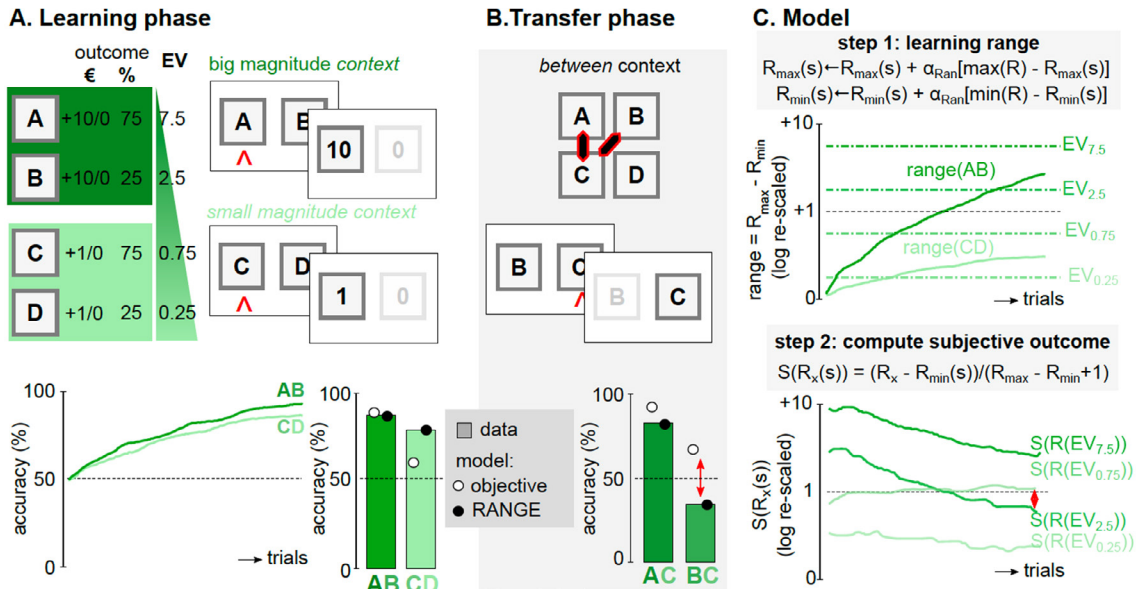 A. Learning phase
outcome EV
€ %
A +10/0 75 7.5
B +10/0 25 2.5
C +1/0 75 0.75
D +1/0 25 0.25
big magnitude context
A B
10 0
small magnitude context
C D
1 0
100
50
0
accuracy (%)
AB
CD
→ trials
100
50
0
accuracy (%)
AB CD
data
model:
objective
RANGE
B.Transfer phase
between context
A B
C D
B C
B C
100
50
0
accuracy (%)
AC BC
C. Model
step 1: learning range
Rmax(s)←Rmax(s) + αRan[max(R) - Rmax(s)]
Rmin(s)←Rmin(s) + αRan[min(R) - Rmin(s)]
+10
+1
0
range = Rmax - Rmin
(log re-scaled)
EV7.5
range(AB)
EV2.5
EV0.75
range(CD)
EV0.25
→ trials
step 2: compute subjective outcome
S(Rx(s)) = (Rx - Rmin(s))/(Rmax - Rmin+1)
+10
1
0
S(Rx(s))
(log re-scaled)
S(R(EV7.5))
S(R(EV0.75))
S(R(EV2.5))
S(R(EV0.25))
→ trials